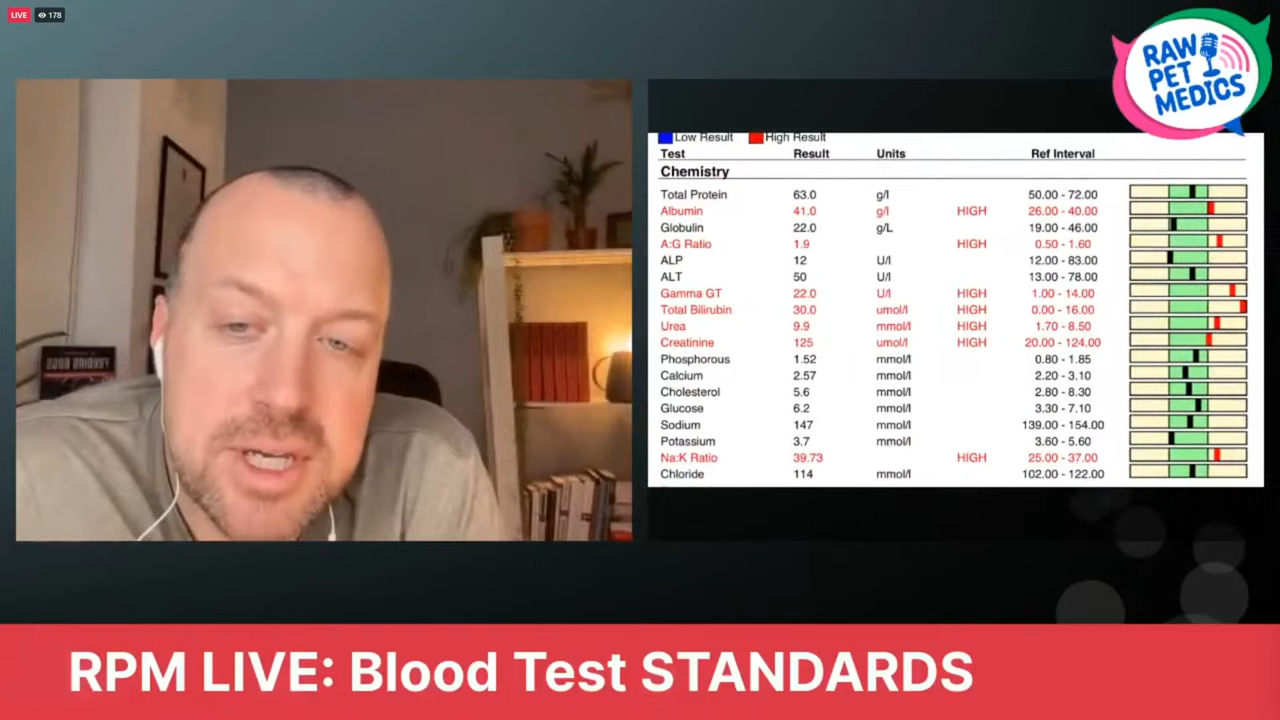 LIVE 178
RAW
PET
MEDICS
Low Result High Result
Test Result Units Ref Interval
Chemistry
Total Protein 63.0 g/l 50.00 - 72.00
Albumin 41.0 g/l HIGH 26.00 - 40.00
Globulin 22.0 g/L 19.00 - 46.00
A:G Ratio 1.9 HIGH 0.50 - 1.60
ALP 12 U/l 12.00 - 83.00
ALT 50 U/l 13.00 - 78.00
Gamma GT 22.0 U/l HIGH 1.00 - 14.00
Total Bilirubin 30.0 umol/l HIGH 0.00 - 16.00
Urea 9.9 mmol/l HIGH 1.70 - 8.50
Creatinine 125 umol/l HIGH 20.00 - 124.00
Phosphorous 1.52 mmol/l 0.80 - 1.85
Calcium 2.57 mmol/l 2.20 - 3.10
Cholesterol 5.6 mmol/l 2.80 - 8.30
Glucose 6.2 mmol/l 3.30 - 7.10
Sodium 147 mmol/l 139.00 - 154.00
Potassium 3.7 mmol/l 3.60 - 5.60
Na:K Ratio 39.73 HIGH 25.00 - 37.00
Chloride 114 mmol/l 102.00 - 122.00
RPM LIVE: Blood Test STANDARDS